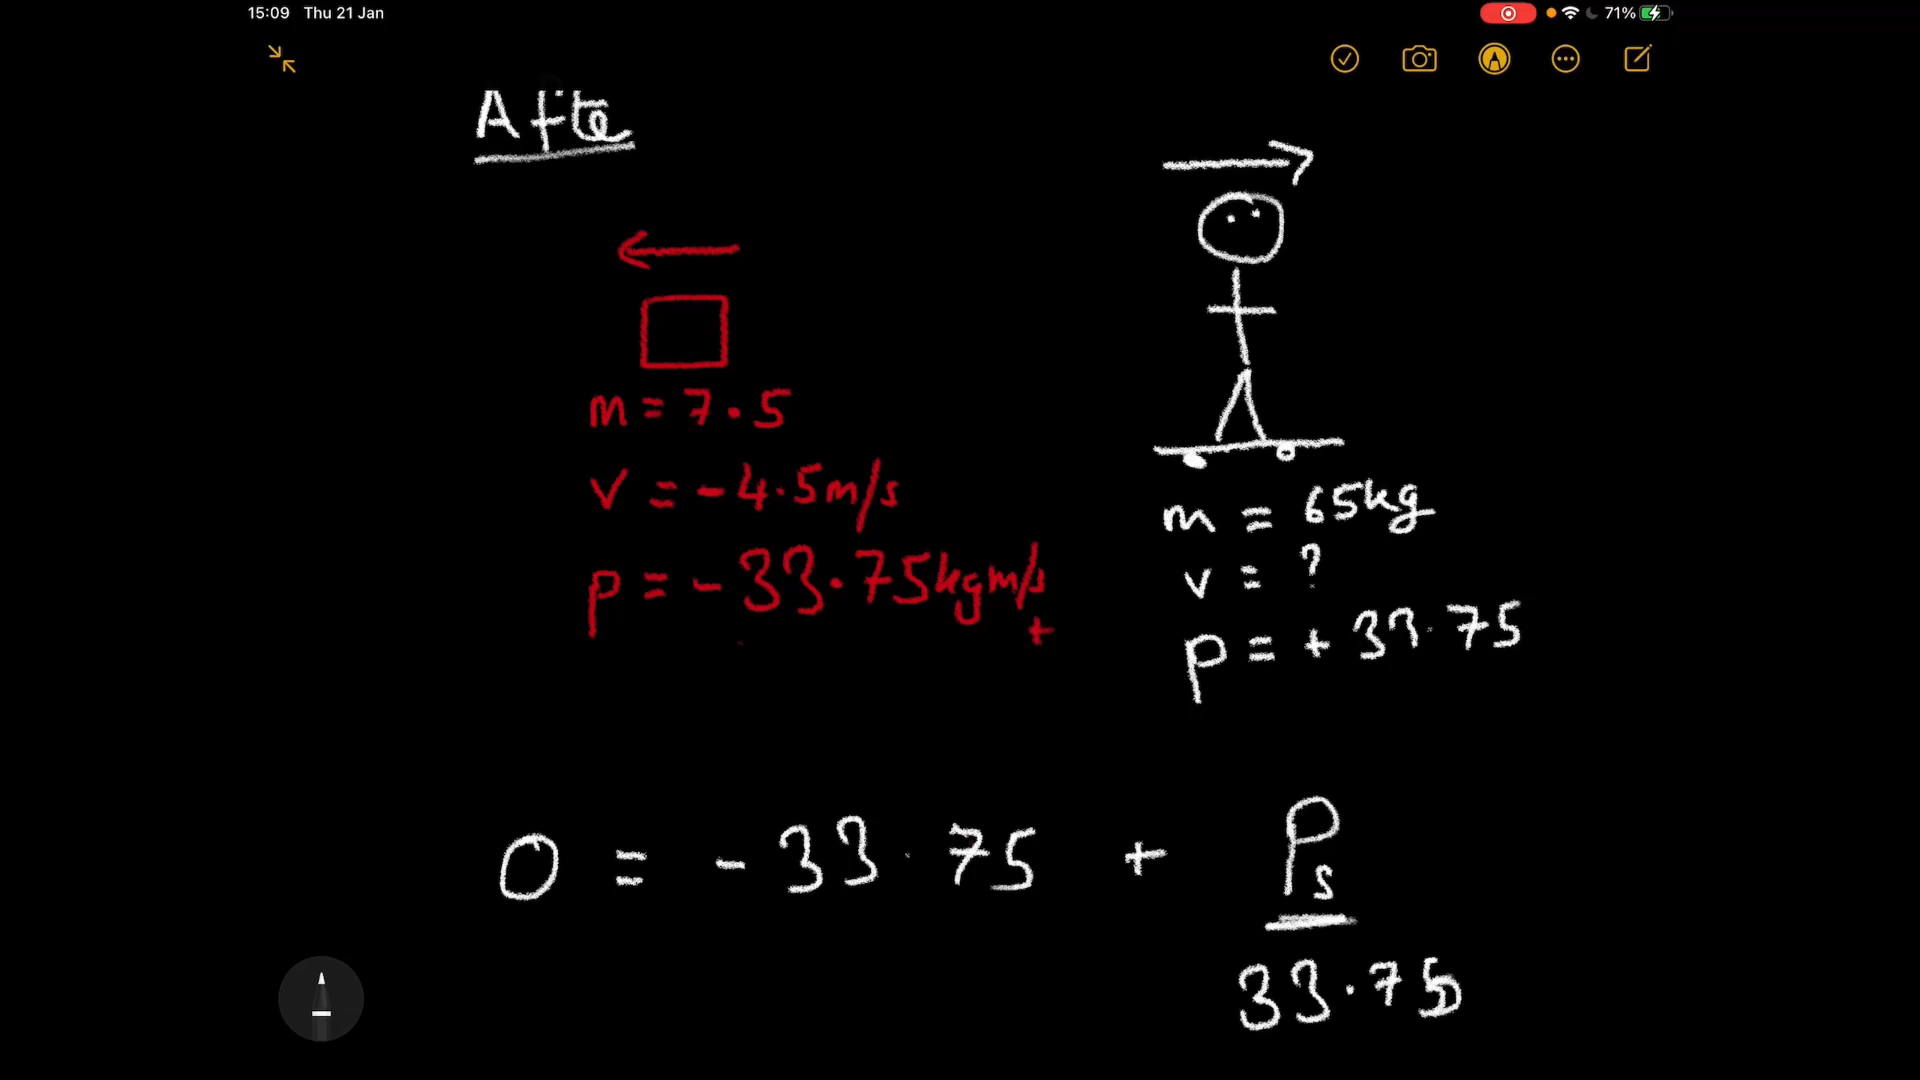 15:09 Thu 21 Jan
71%
Afte
m = 7.5
v = -4.5m/s
p = -33.75kgm/s
+
m = 65kg
v = ?
p = + 33.75
0 = - 33.75 + Ps
33.75